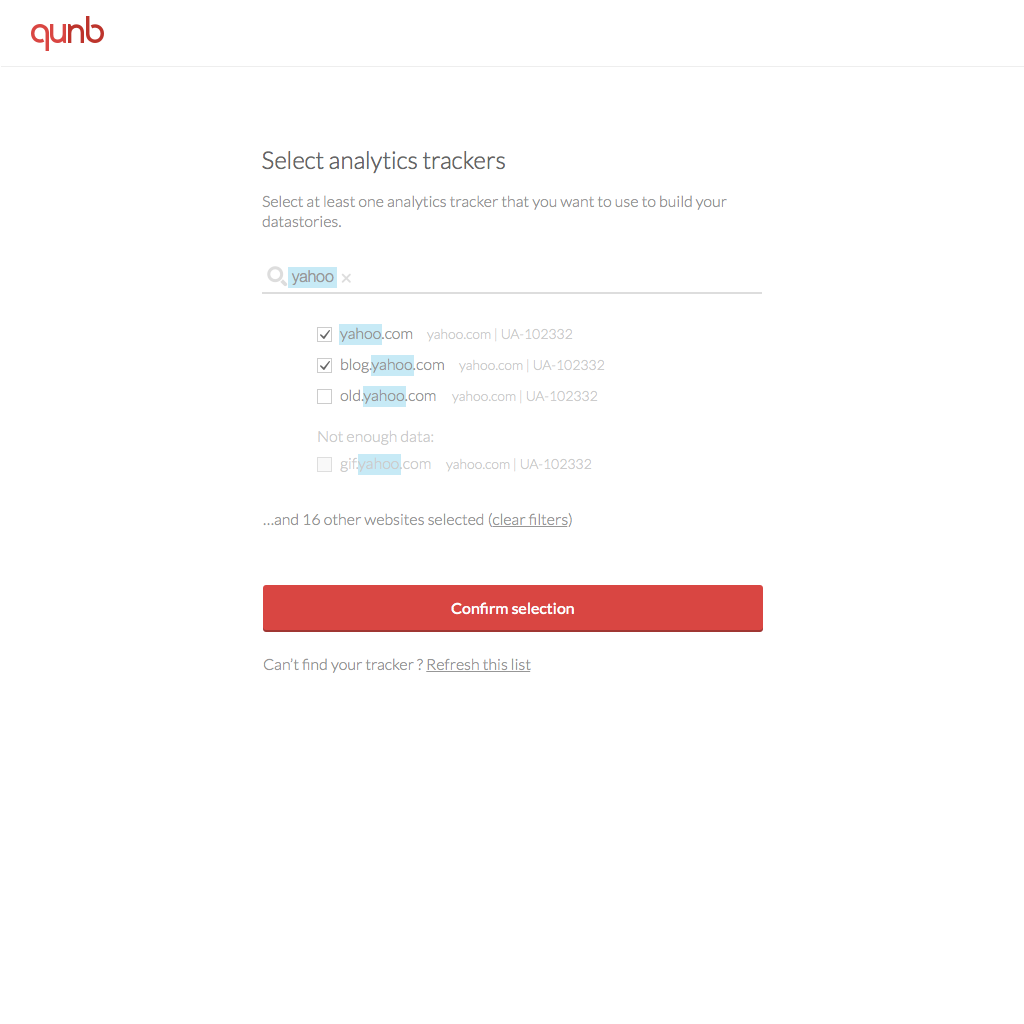 qunb
Select analytics trackers
Select at least one analytics tracker that you want to use to build your
datastories.
yahoo ×
yahoo.com yahoo.com | UA-102332
blog.yahoo.com yahoo.com | UA-102332
old.yahoo.com yahoo.com | UA-102332
Not enough data:
gif.yahoo.com yahoo.com | UA-102332
...and 16 other websites selected (clear filters)
Confirm selection
Can't find your tracker ? Refresh this list